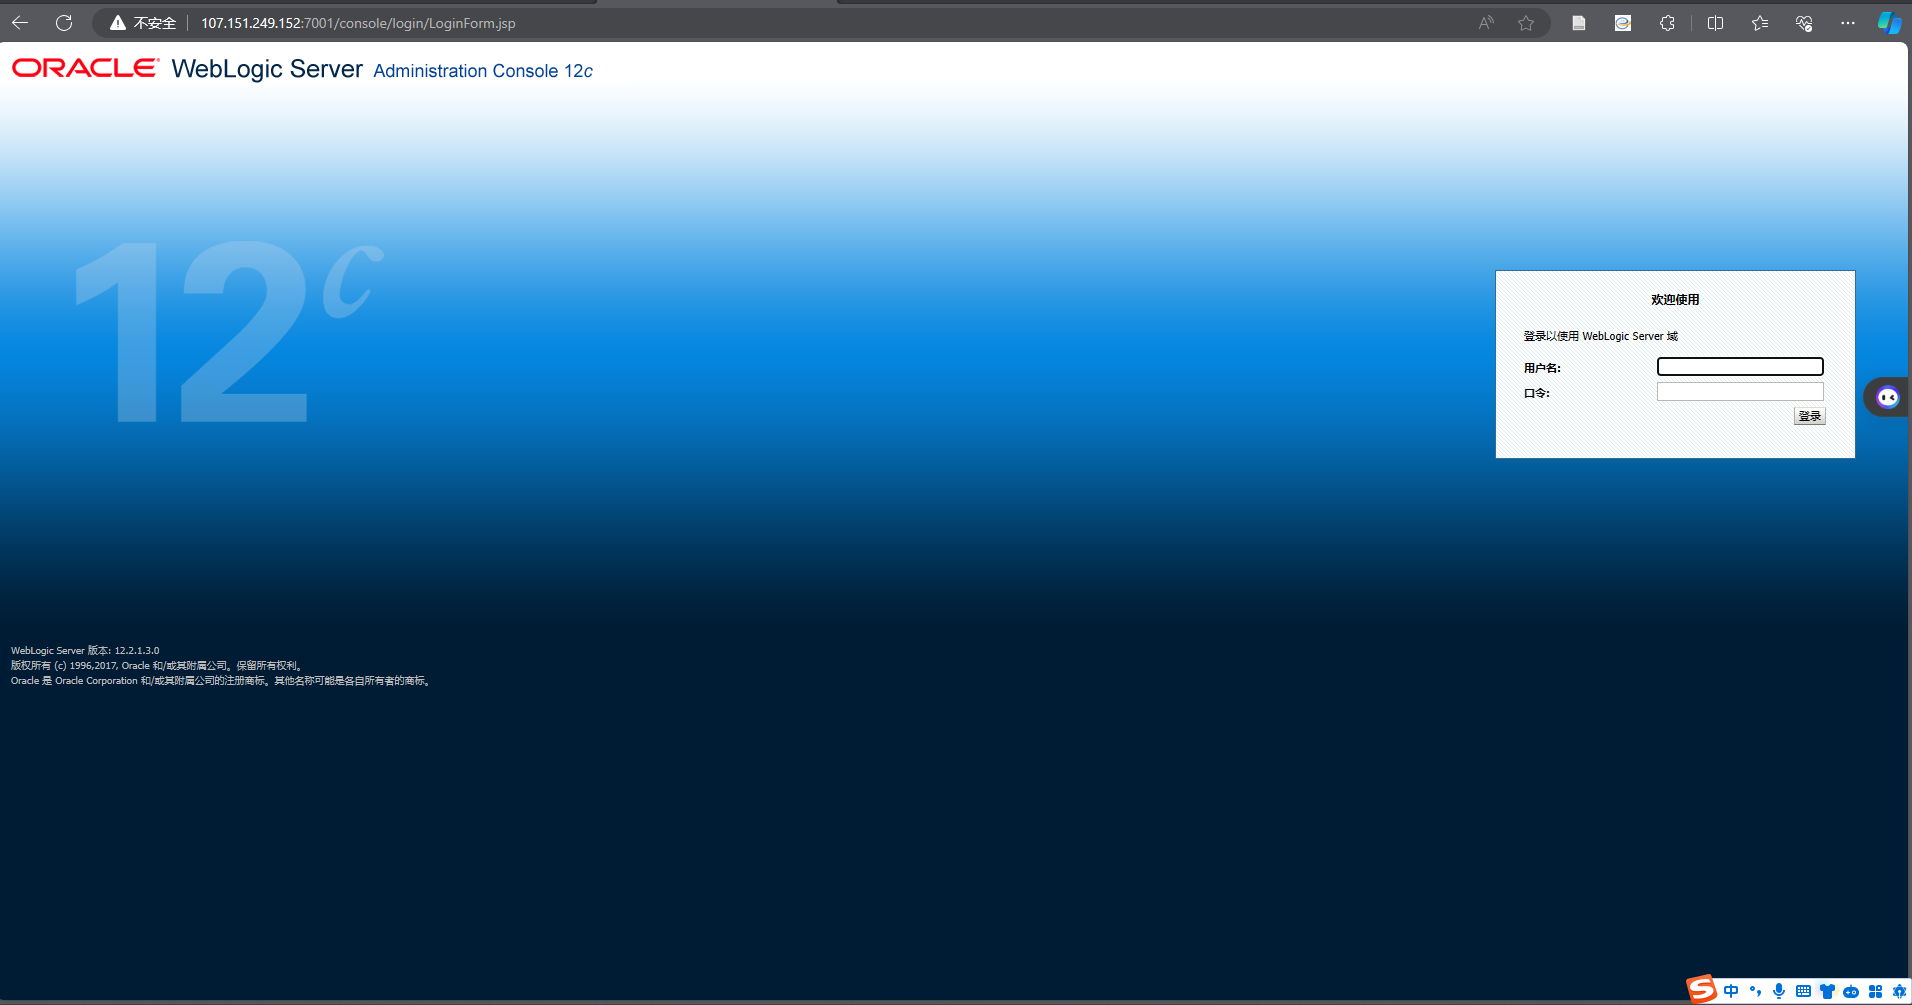 不安全 107.151.249.152:7001/console/login/LoginForm.jsp
ORACLE WebLogic Server Administration Console 12c
12c
欢迎使用
登录以使用 WebLogic Server 域
用户名:
口令:
登录
WebLogic Server 版本: 12.2.1.3.0
版权所有 (c) 1996,2017, Oracle 和/或其附属公司。保留所有权利。
Oracle 是 Oracle Corporation 和/或其附属公司的注册商标。其他名称可能是各自所有者的商标。
中